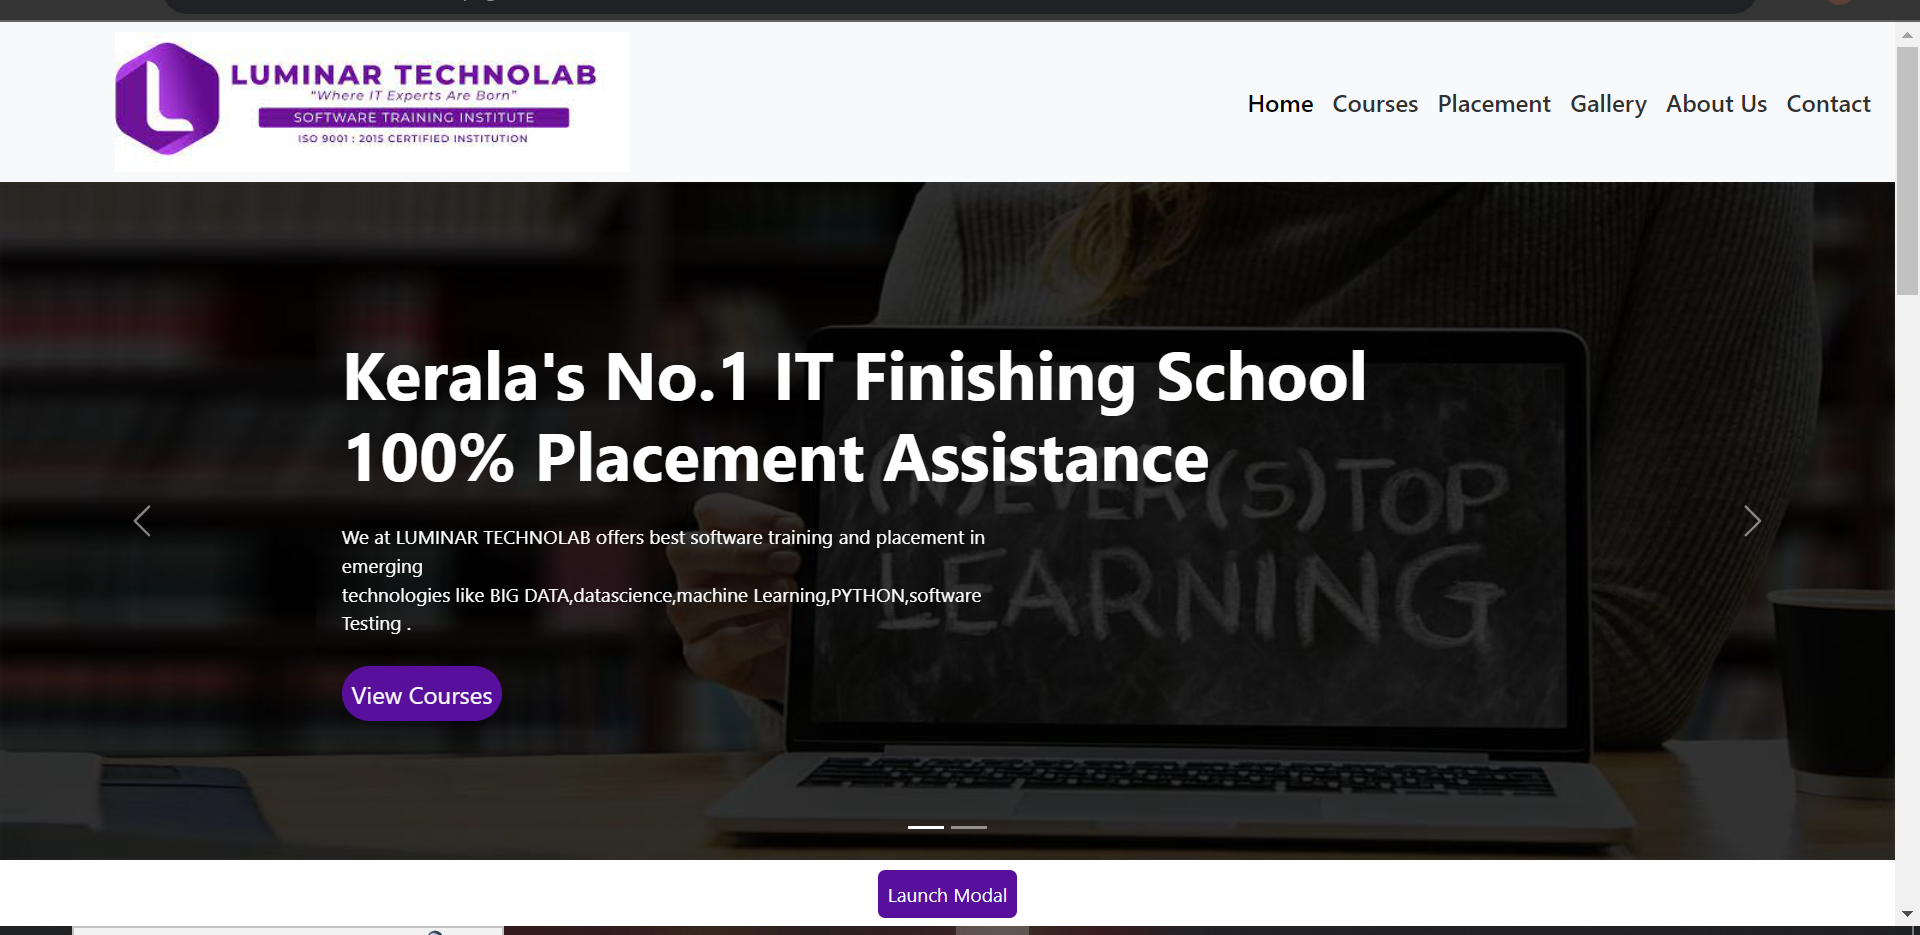 LUMINAR TECHNOLAB
"Where IT Experts Are Born"
SOFTWARE TRAINING INSTITUTE
ISO 9001 : 2015 CERTIFIED INSTITUTION
Home Courses Placement Gallery About Us Contact
Kerala's No.1 IT Finishing School
100% Placement Assistance
(N)EVER(S)TOP
LEARNING
We at LUMINAR TECHNOLAB offers best software training and placement in
emerging
technologies like BIG DATA,datascience,machine Learning,PYTHON,software
Testing .
View Courses
Launch Modal